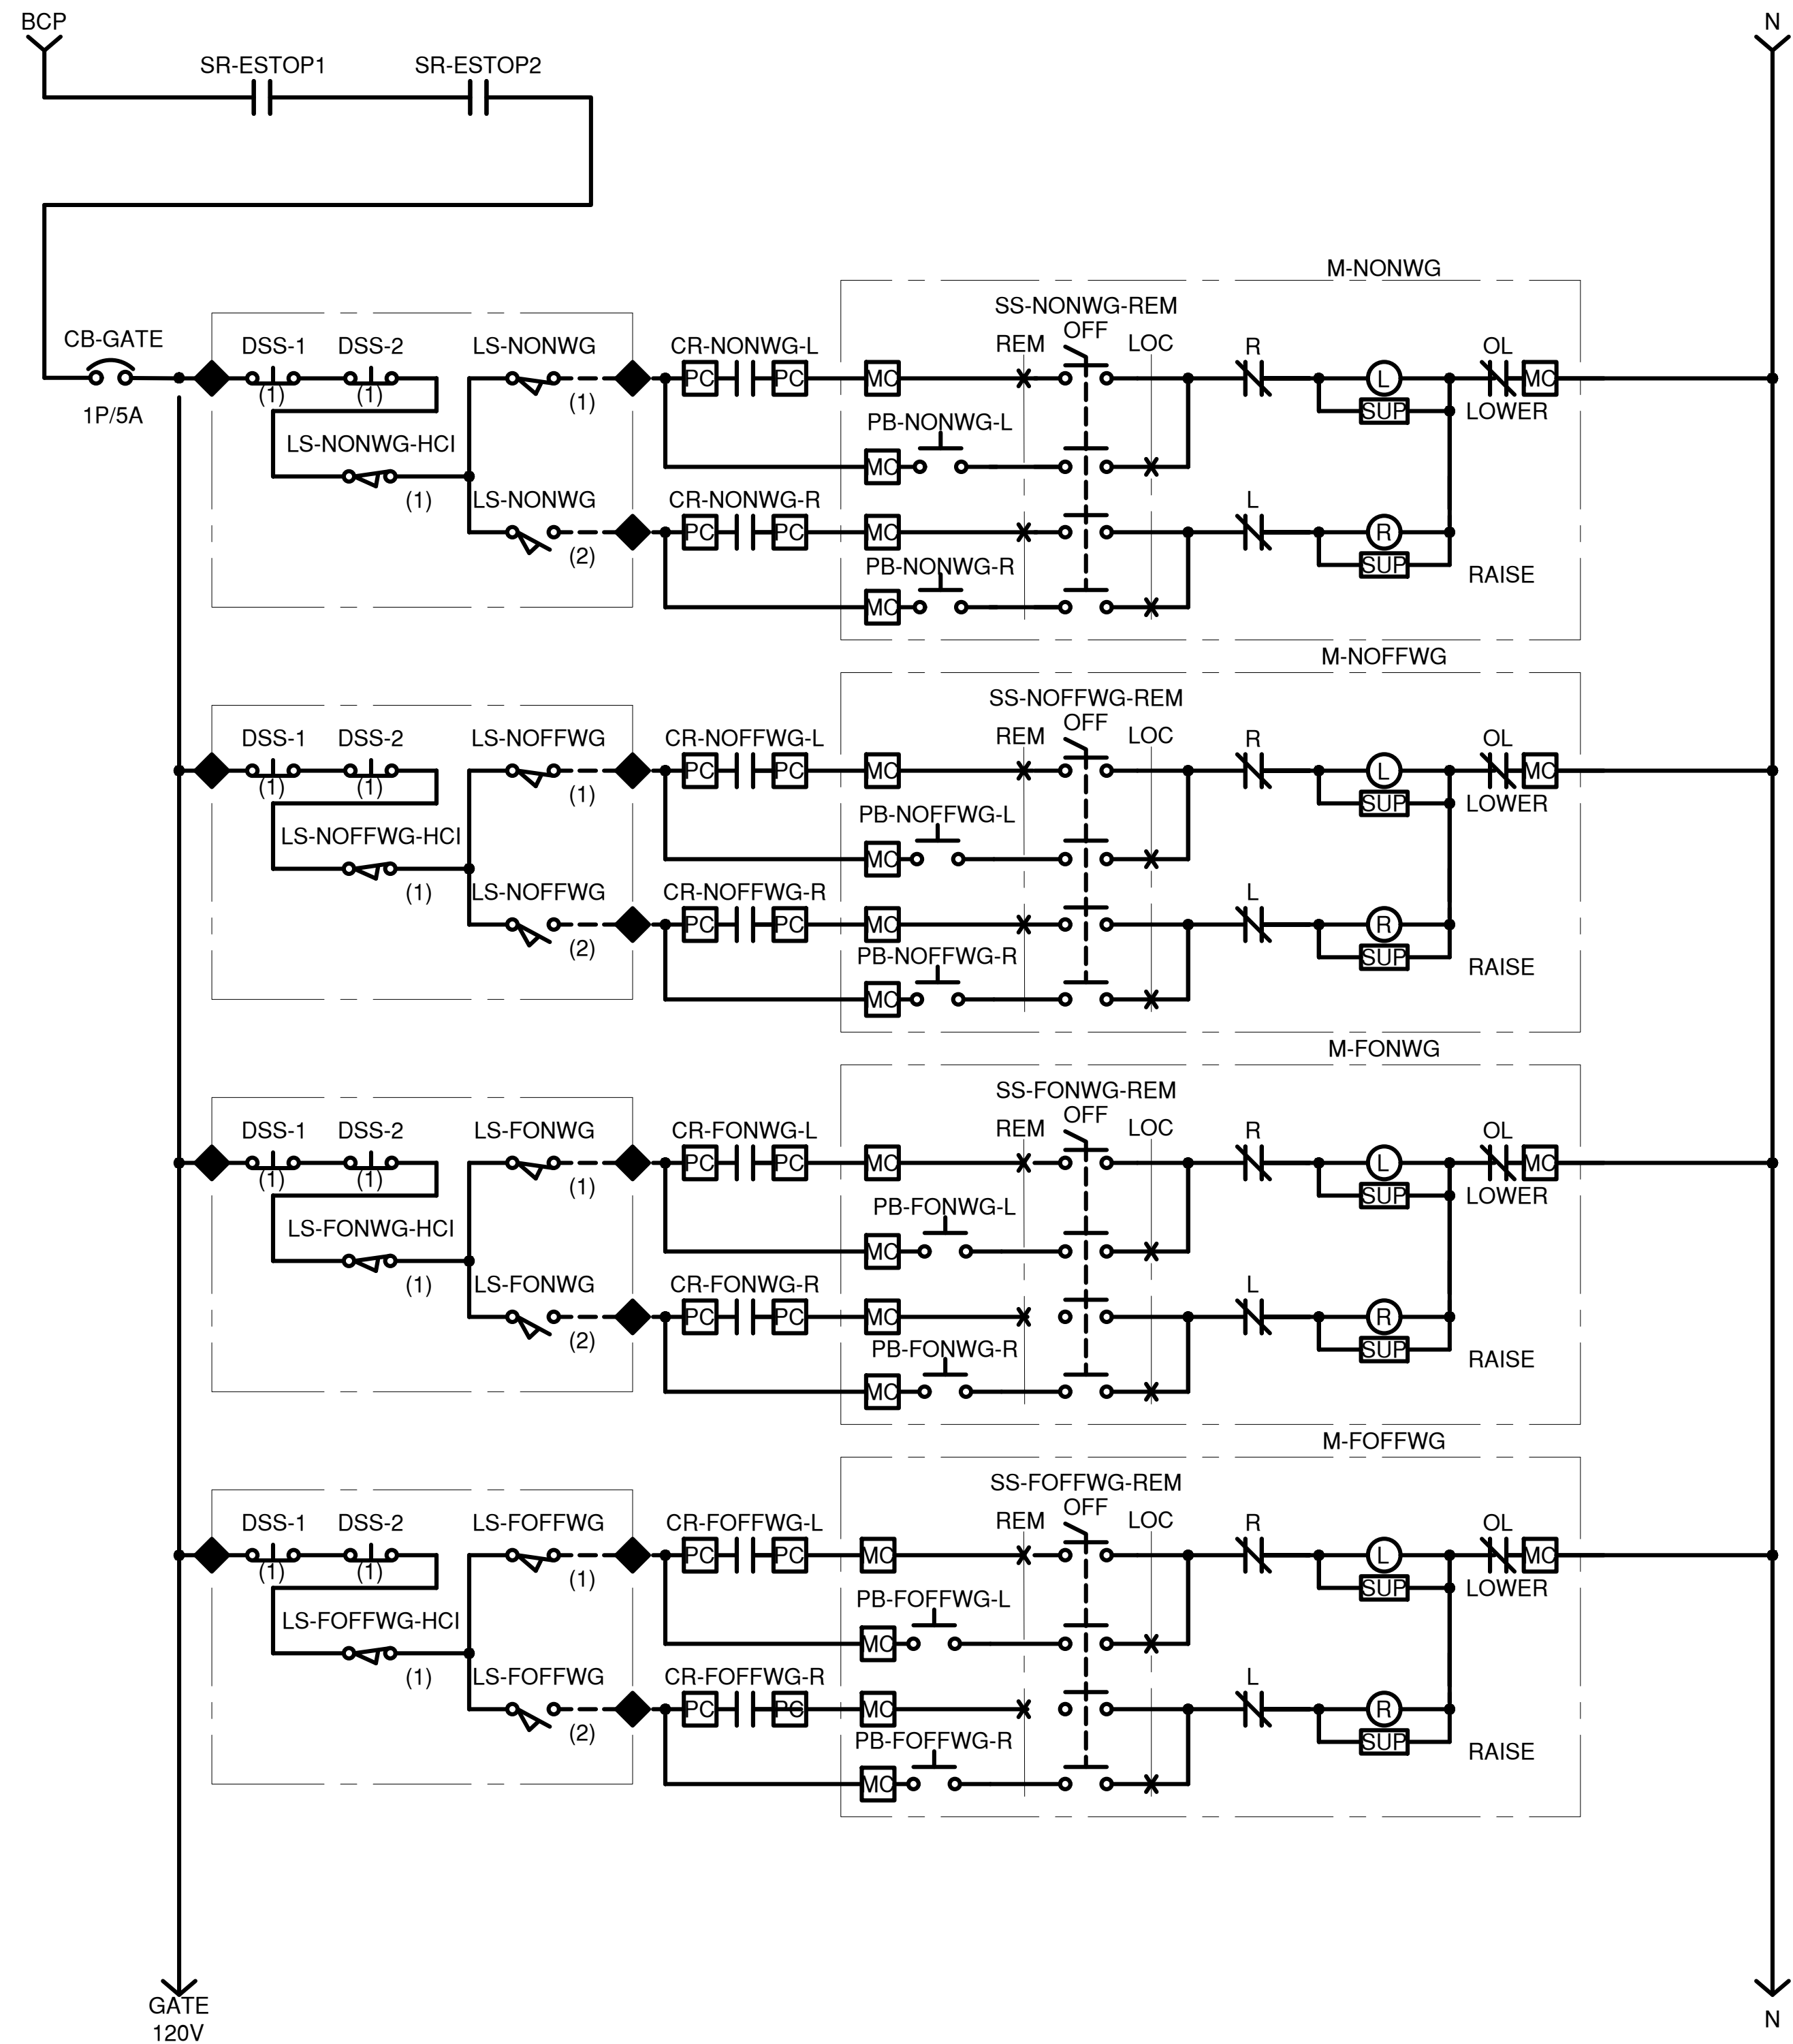 BCP
N
SR-ESTOP1 SR-ESTOP2
M-NONWG
SS-NONWG-REM
OFF
CB-GATE DSS-1 DSS-2 LS-NONWG CR-NONWG-L REM LOC R OL
PC PC MC L MC
(1) (1) (1)
1P/5A SUP LOWER
PB-NONWG-L
LS-NONWG-HCI
MC
(1) LS-NONWG CR-NONWG-R L
PC PC MC R
(2)
PB-NONWG-R SUP RAISE
MC
M-NOFFWG
SS-NOFFWG-REM
OFF
DSS-1 DSS-2 LS-NOFFWG CR-NOFFWG-L REM LOC R OL
PC PC MC L MC
(1) (1) (1)
SUP LOWER
PB-NOFFWG-L
LS-NOFFWG-HCI
MC
(1) LS-NOFFWG CR-NOFFWG-R L
PC PC MC R
(2)
PB-NOFFWG-R SUP RAISE
MC
M-FONWG
SS-FONWG-REM
OFF
DSS-1 DSS-2 LS-FONWG CR-FONWG-L REM LOC R OL
PC PC MC L MC
(1) (1) (1)
SUP LOWER
PB-FONWG-L
LS-FONWG-HCI
MC
(1) LS-FONWG CR-FONWG-R L
PC PC MC R
(2)
PB-FONWG-R SUP RAISE
MC
M-FOFFWG
SS-FOFFWG-REM
OFF
DSS-1 DSS-2 LS-FOFFWG CR-FOFFWG-L REM LOC R OL
PC PC MC L MC
(1) (1) (1)
SUP LOWER
PB-FOFFWG-L
LS-FOFFWG-HCI
MC
(1) LS-FOFFWG CR-FOFFWG-R L
PC PC MC R
(2)
PB-FOFFWG-R SUP RAISE
MC
GATE
120V
N